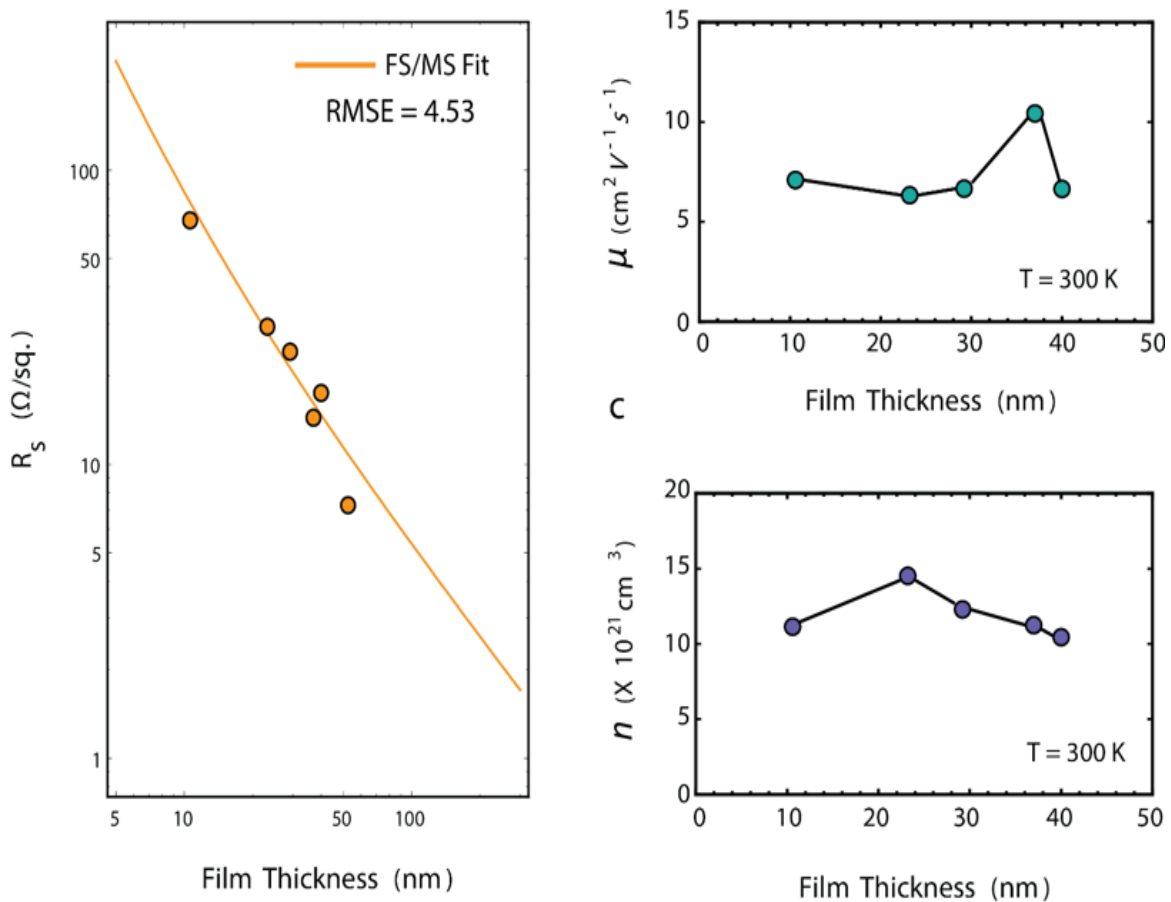 FS/MS Fit
RMSE = 4.53
100
50
10
5
1
R_s (Ω/sq.)
5 10 50 100
Film Thickness (nm)
15
10
5
0
μ (cm² V⁻¹ s⁻¹)
T = 300 K
0 10 20 30 40 50
Film Thickness (nm)
c
20
15
10
5
0
n (X 10²¹ cm ³)
T = 300 K
0 10 20 30 40 50
Film Thickness (nm)